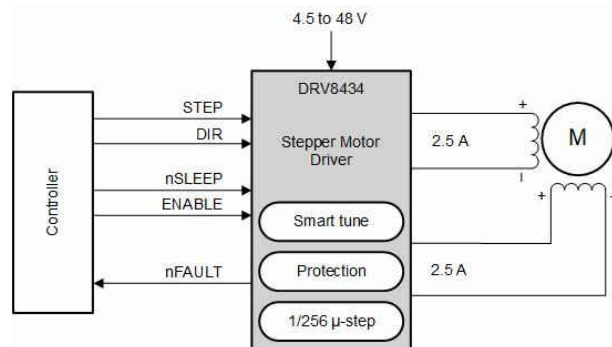 4.5 to 48 V
DRV8434
Stepper Motor
Driver
Controller
STEP
DIR
nSLEEP
ENABLE
nFAULT
Smart tune
Protection
1/256 µ-step
2.5 A
2.5 A
+
–
M
+
-